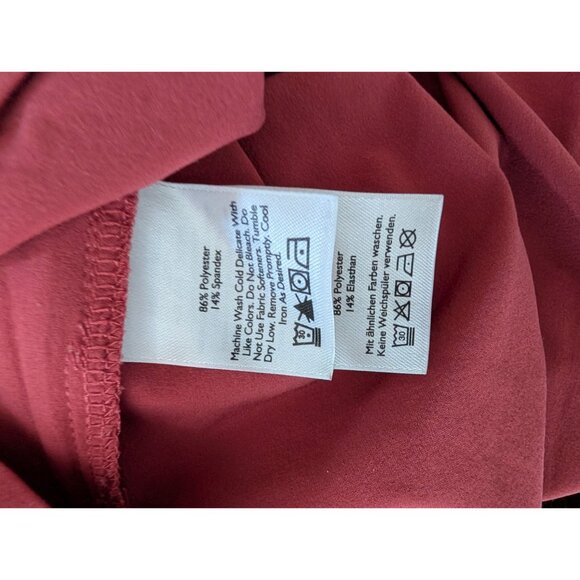 86% Polyester
14% Spandex
Machine Wash Cold Delicate With
Like Colors. Do Not Bleach. Do
Not Use Fabric Softeners. Tumble
Dry Low. Remove Promptly. Cool
Iron As Desired.
30
86% Polyester
14% Elasthan
Mit ähnlichen Farben waschen.
Keine Weichspüler verwenden.
30